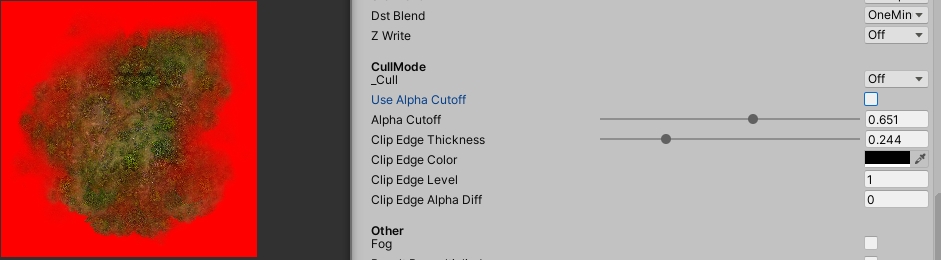 Dst Blend OneMin
Z Write Off
CullMode
_Cull Off
Use Alpha Cutoff
Alpha Cutoff 0.651
Clip Edge Thickness 0.244
Clip Edge Color
Clip Edge Level 1
Clip Edge Alpha Diff 0
Other
Fog